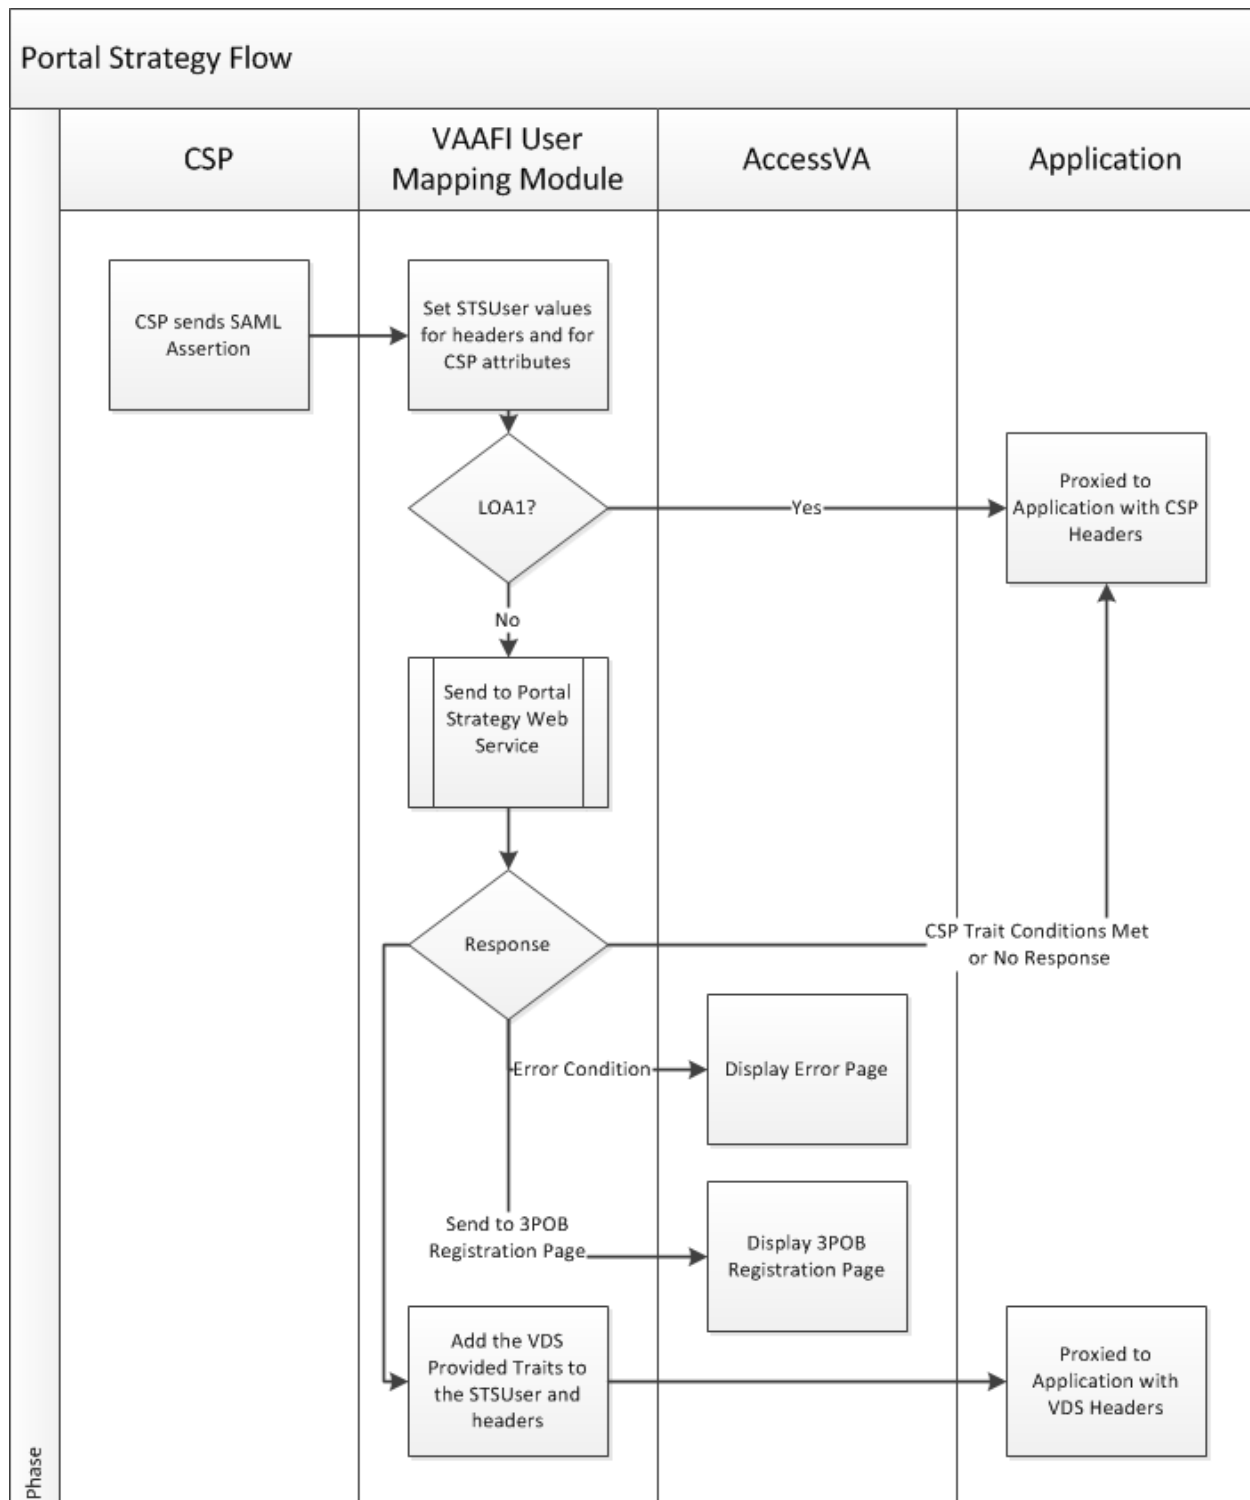 Portal Strategy Flow
CSP
VAAFI User
Mapping Module
AccessVA
Application
CSP sends SAML
Assertion
Set STSUser values
for headers and for
CSP attributes
LOA1?
Yes
Proxied to
Application with CSP
Headers
No
Send to Portal
Strategy Web
Service
Response
CSP Trait Conditions Met
or No Response
Error Condition
Display Error Page
Send to 3POB
Registration Page
Display 3POB
Registration Page
Add the VDS
Provided Traits to
the STSUser and
headers
Proxied to
Application with
VDS Headers
Phase